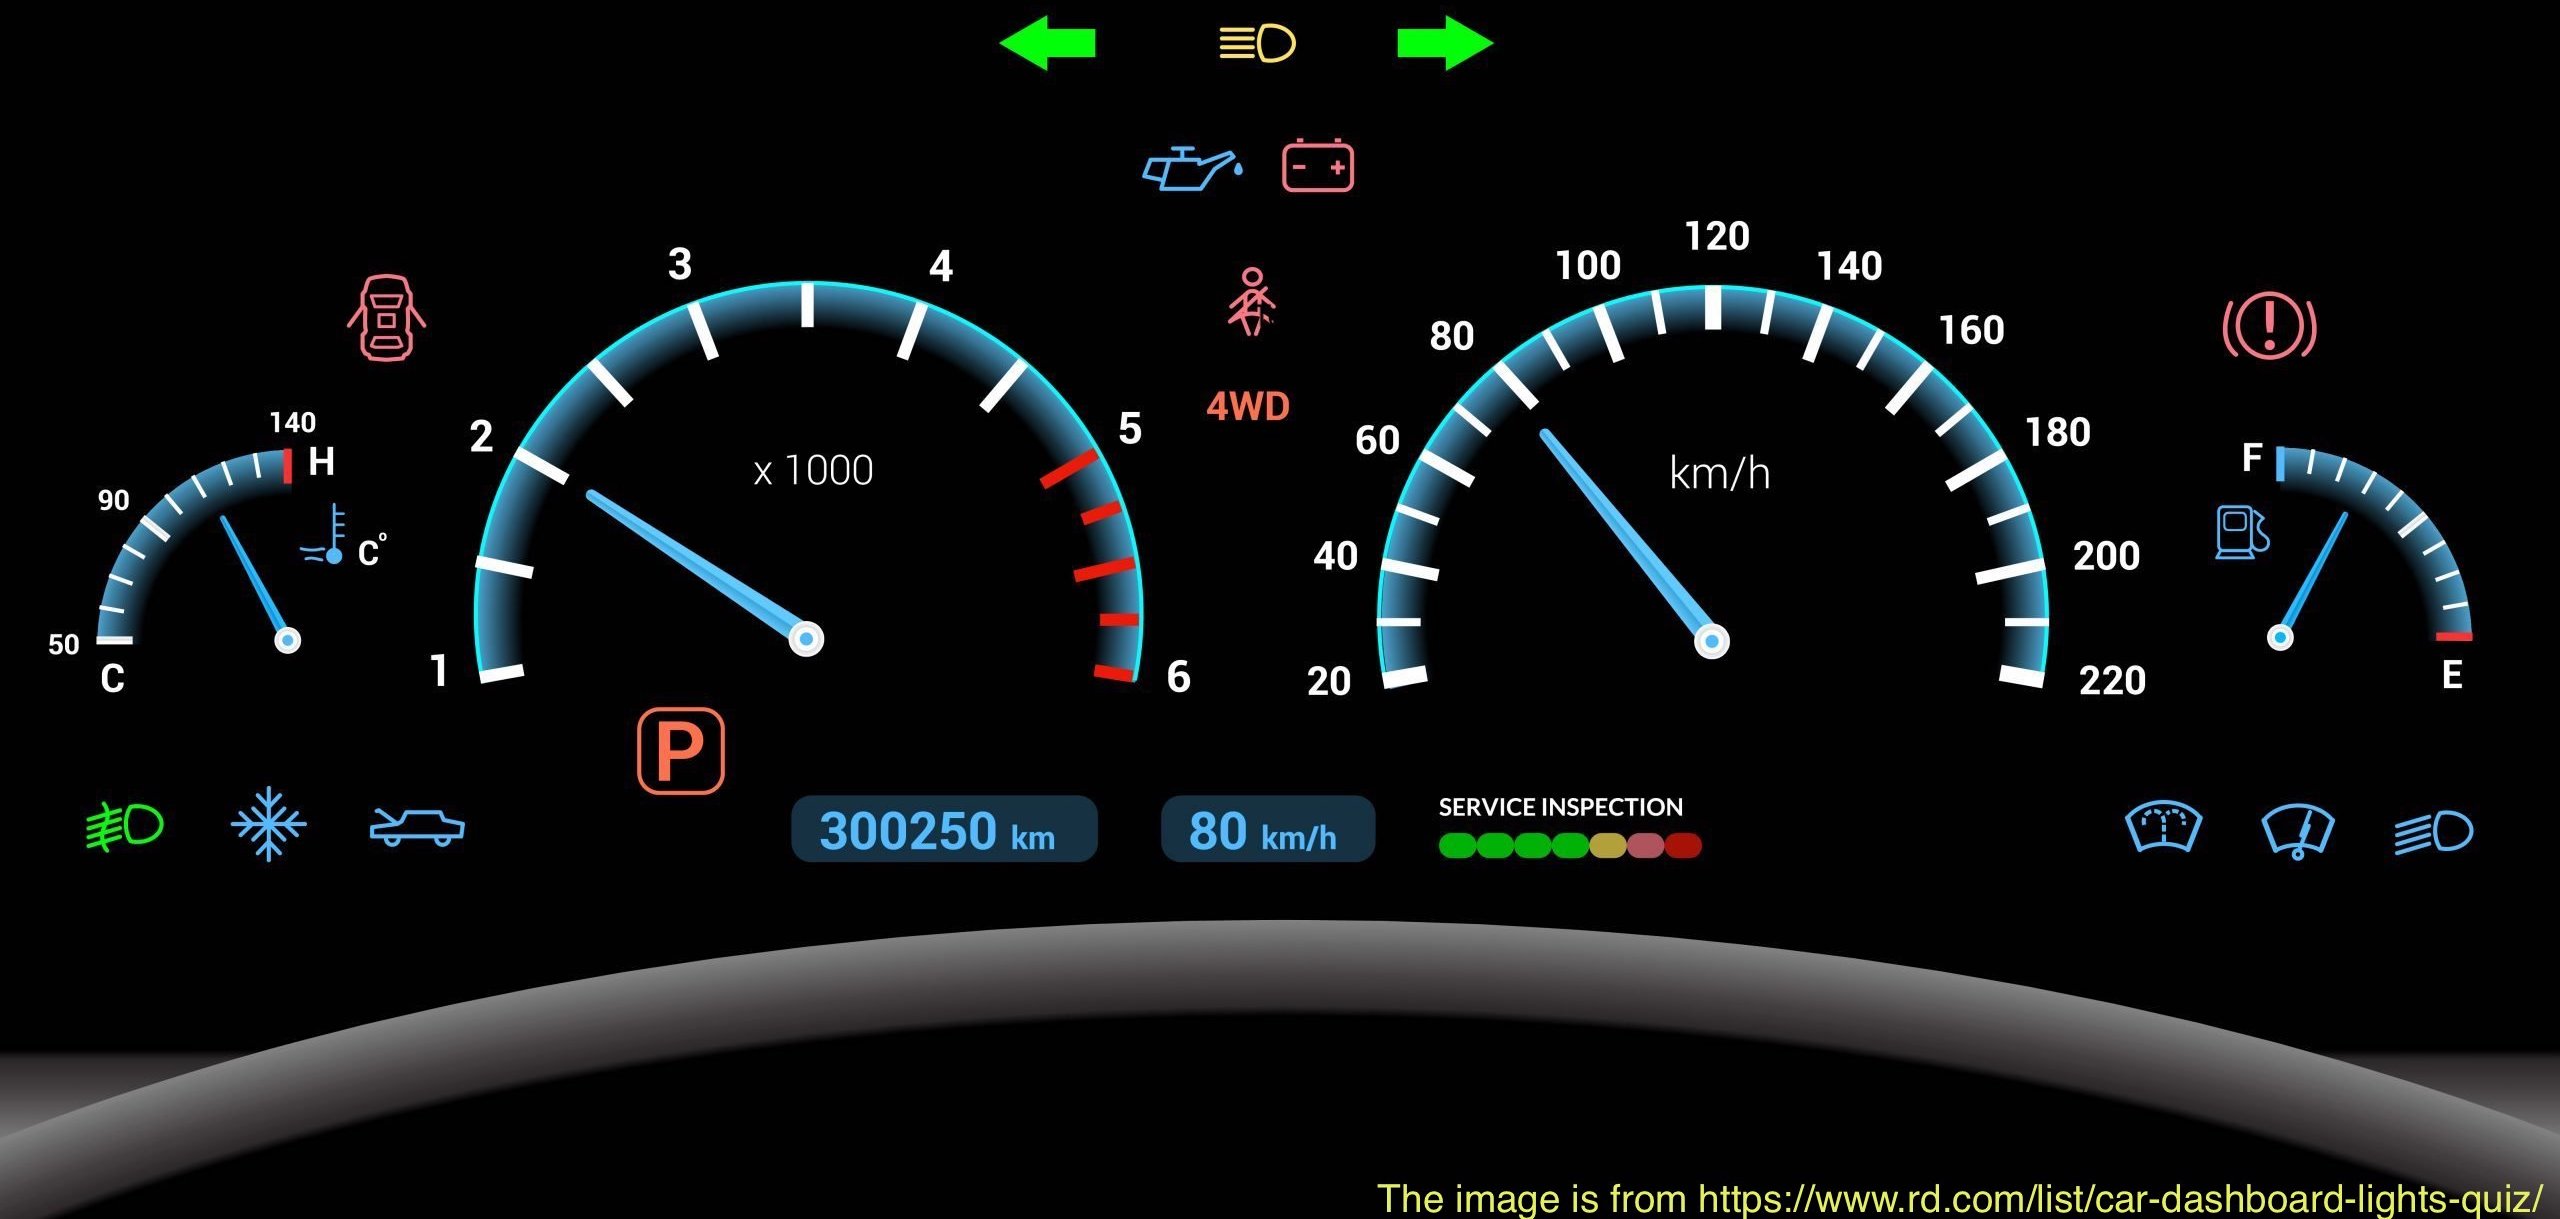 - +
120
100
140
3
4
80
160
4WD
140
H
2
5
60
180
F
x 1000
km/h
90
C°
40
200
50
C
1
6
20
220
E
P
300250 km
80 km/h
SERVICE INSPECTION
The image is from https://www.rd.com/list/car-dashboard-lights-quiz/